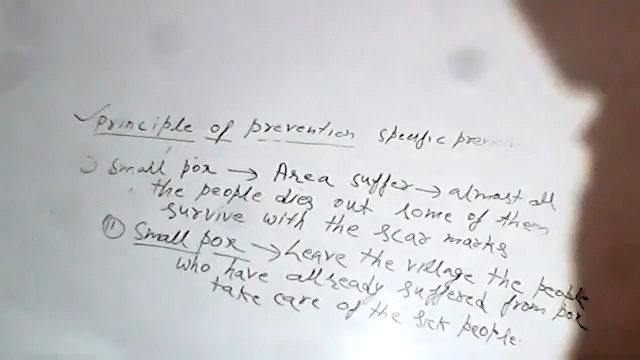 ✓ principle of prevention specific
i) small pox → Area suffer → almost all
the people dies out some of them
survive with the scar marks
(ii) Small pox → Leave the village the people
who have allready suffered from pox
take care of the sick people.